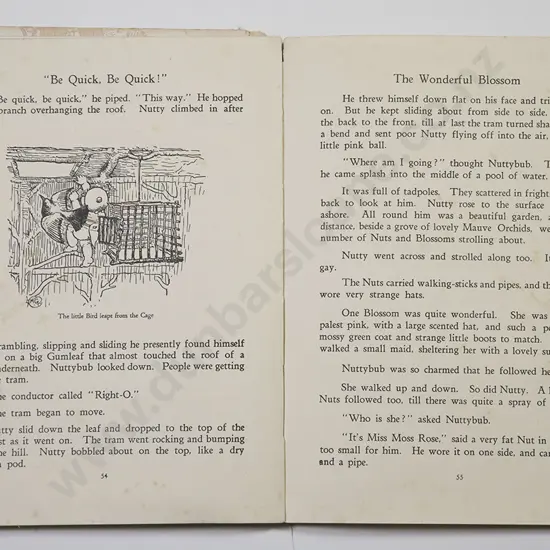 "Be Quick, Be Quick!"
Be quick, be quick," he piped. "This way." He hopped
branch overhanging the roof. Nutty climbed in after
The little Bird leapt from the Cage
rambling, slipping and sliding he presently found himself
on a big Gumleaf that almost touched the roof of a
derneath. Nuttybub looked down. People were getting
e tram.
he conductor called "Right-O."
he tram began to move.
utty slid down the leaf and dropped to the top of the
st as it went on. The tram went rocking and bumping
he hill. Nutty bobbled about on the top, like a dry
a pod.
54
The Wonderful Blossom
He threw himself down flat on his face and trie
on. But he kept sliding about from side to side,
the back to the front, till at last the tram turned sha
a bend and sent poor Nutty flying off into the air,
little pink ball.
"Where am I going?" thought Nuttybub. T
he came splash into the middle of a pool of water.
It was full of tadpoles. They scattered in fright,
back to look at him. Nutty rose to the surface
ashore. All round him was a beautiful garden, a
distance, beside a grove of lovely Mauve Orchids, we
number of Nuts and Blossoms strolling about.
Nutty went across and strolled along too. I
gay.
The Nuts carried walking-sticks and pipes, and th
wore very strange hats.
One Blossom was quite wonderful. She was
palest pink, with a large scented hat, and such a pe
mossy green coat and strange little boots to match.
walked a small maid, sheltering her with a lovely su
Nuttybub was so charmed that he followed he
She walked up and down. So did Nutty. A l
Nuts followed too, till there was quite a spray of
"Who is she?" asked Nuttybub.
"It's Miss Moss Rose," said a very fat Nut in
too small for him. He wore it on one side, and car
and a pipe.
55